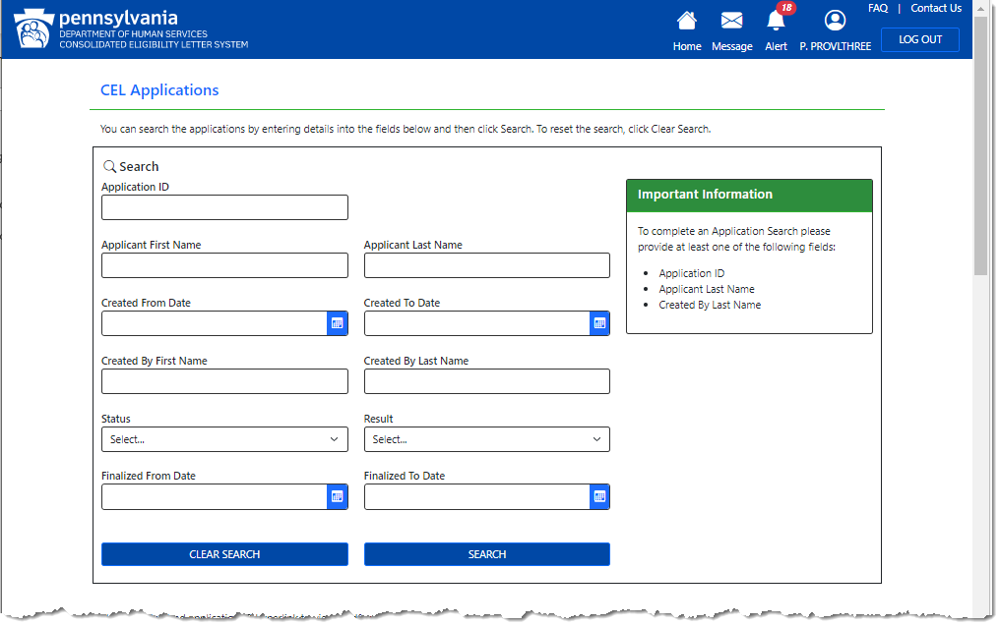 pennsylvania
DEPARTMENT OF HUMAN SERVICES
CONSOLIDATED ELIGIBILITY LETTER SYSTEM
FAQ | Contact Us
18
Home Message Alert P. PROVLTHREE LOG OUT
CEL Applications
You can search the applications by entering details into the fields below and then click Search. To reset the search, click Clear Search.
Search
Application ID
Applicant First Name Applicant Last Name
Created From Date Created To Date
Created By First Name Created By Last Name
Status Result
Select... Select...
Finalized From Date Finalized To Date
CLEAR SEARCH SEARCH
Important Information
To complete an Application Search please
provide at least one of the following fields:
• Application ID
• Applicant Last Name
• Created By Last Name